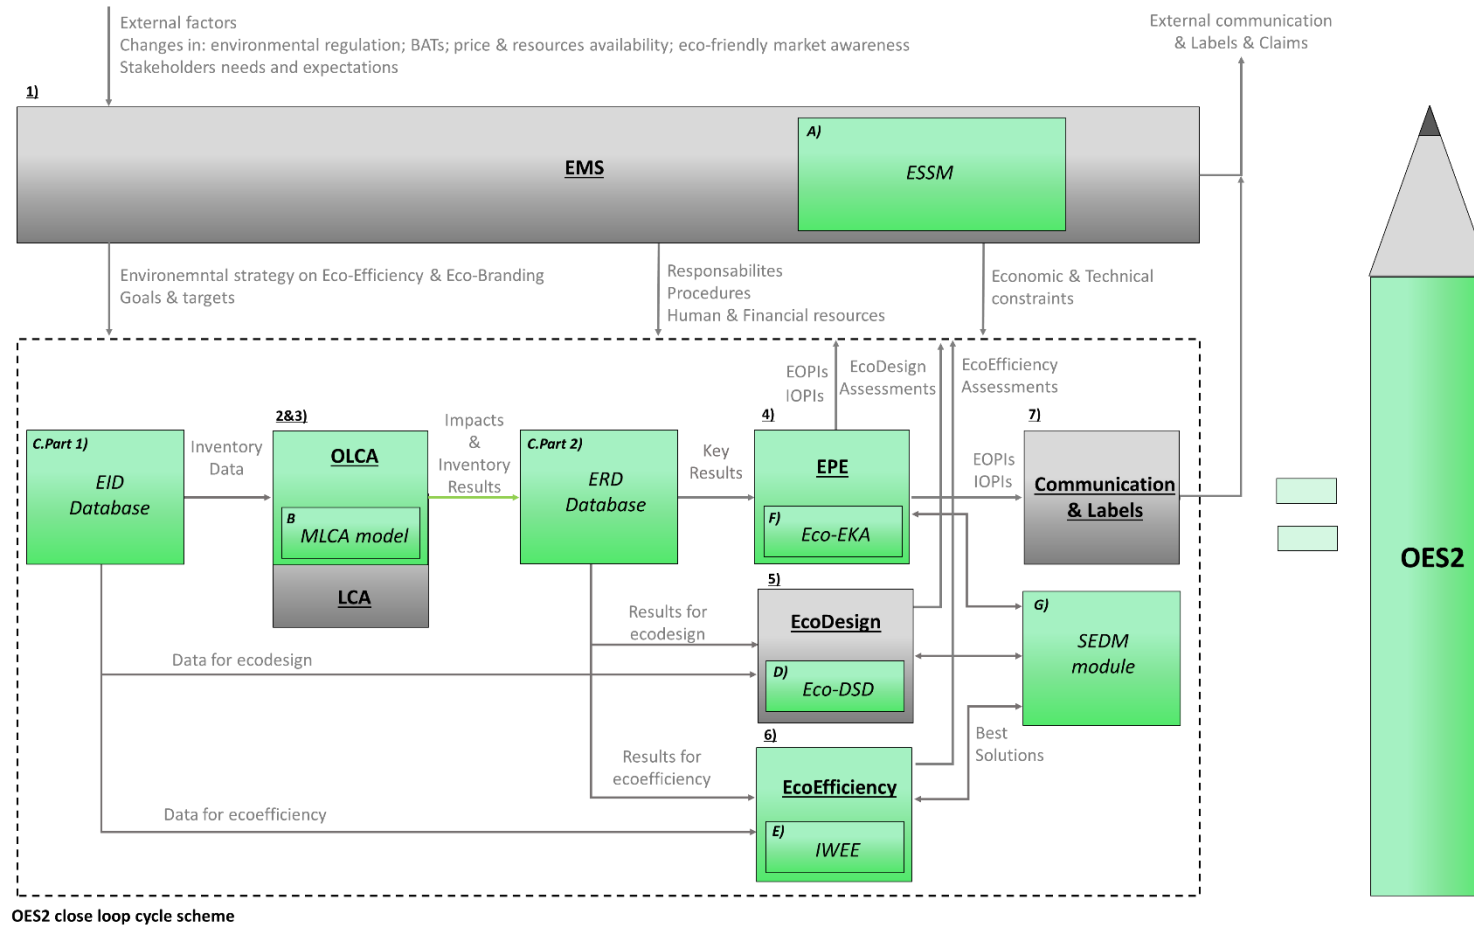 External factors
Changes in: environmental regulation; BATs; price & resources availability; eco-friendly market awareness
Stakeholders needs and expectations
External communication
& Labels & Claims
1)
EMS
A)
ESSM
Environemntal strategy on Eco-Efficiency & Eco-Branding
Goals & targets
Responsabilites
Procedures
Human & Financial resources
Economic & Technical
constraints
EOPIs
IOPIs
EcoDesign
Assessments
EcoEfficiency
Assessments
C.Part 1)
EID
Database
Inventory
Data
2&3)
OLCA
B
MLCA model
LCA
Impacts
&
Inventory
Results
C.Part 2)
ERD
Database
Key
Results
4)
EPE
F)
Eco-EKA
EOPIs
IOPIs
7)
Communication
& Labels
5)
EcoDesign
D)
Eco-DSD
Results for
ecodesign
Data for ecodesign
G)
SEDM
module
6)
EcoEfficiency
E)
IWEE
Results for
ecoefficiency
Data for ecoefficiency
Best
Solutions
OES2
OES2 close loop cycle scheme